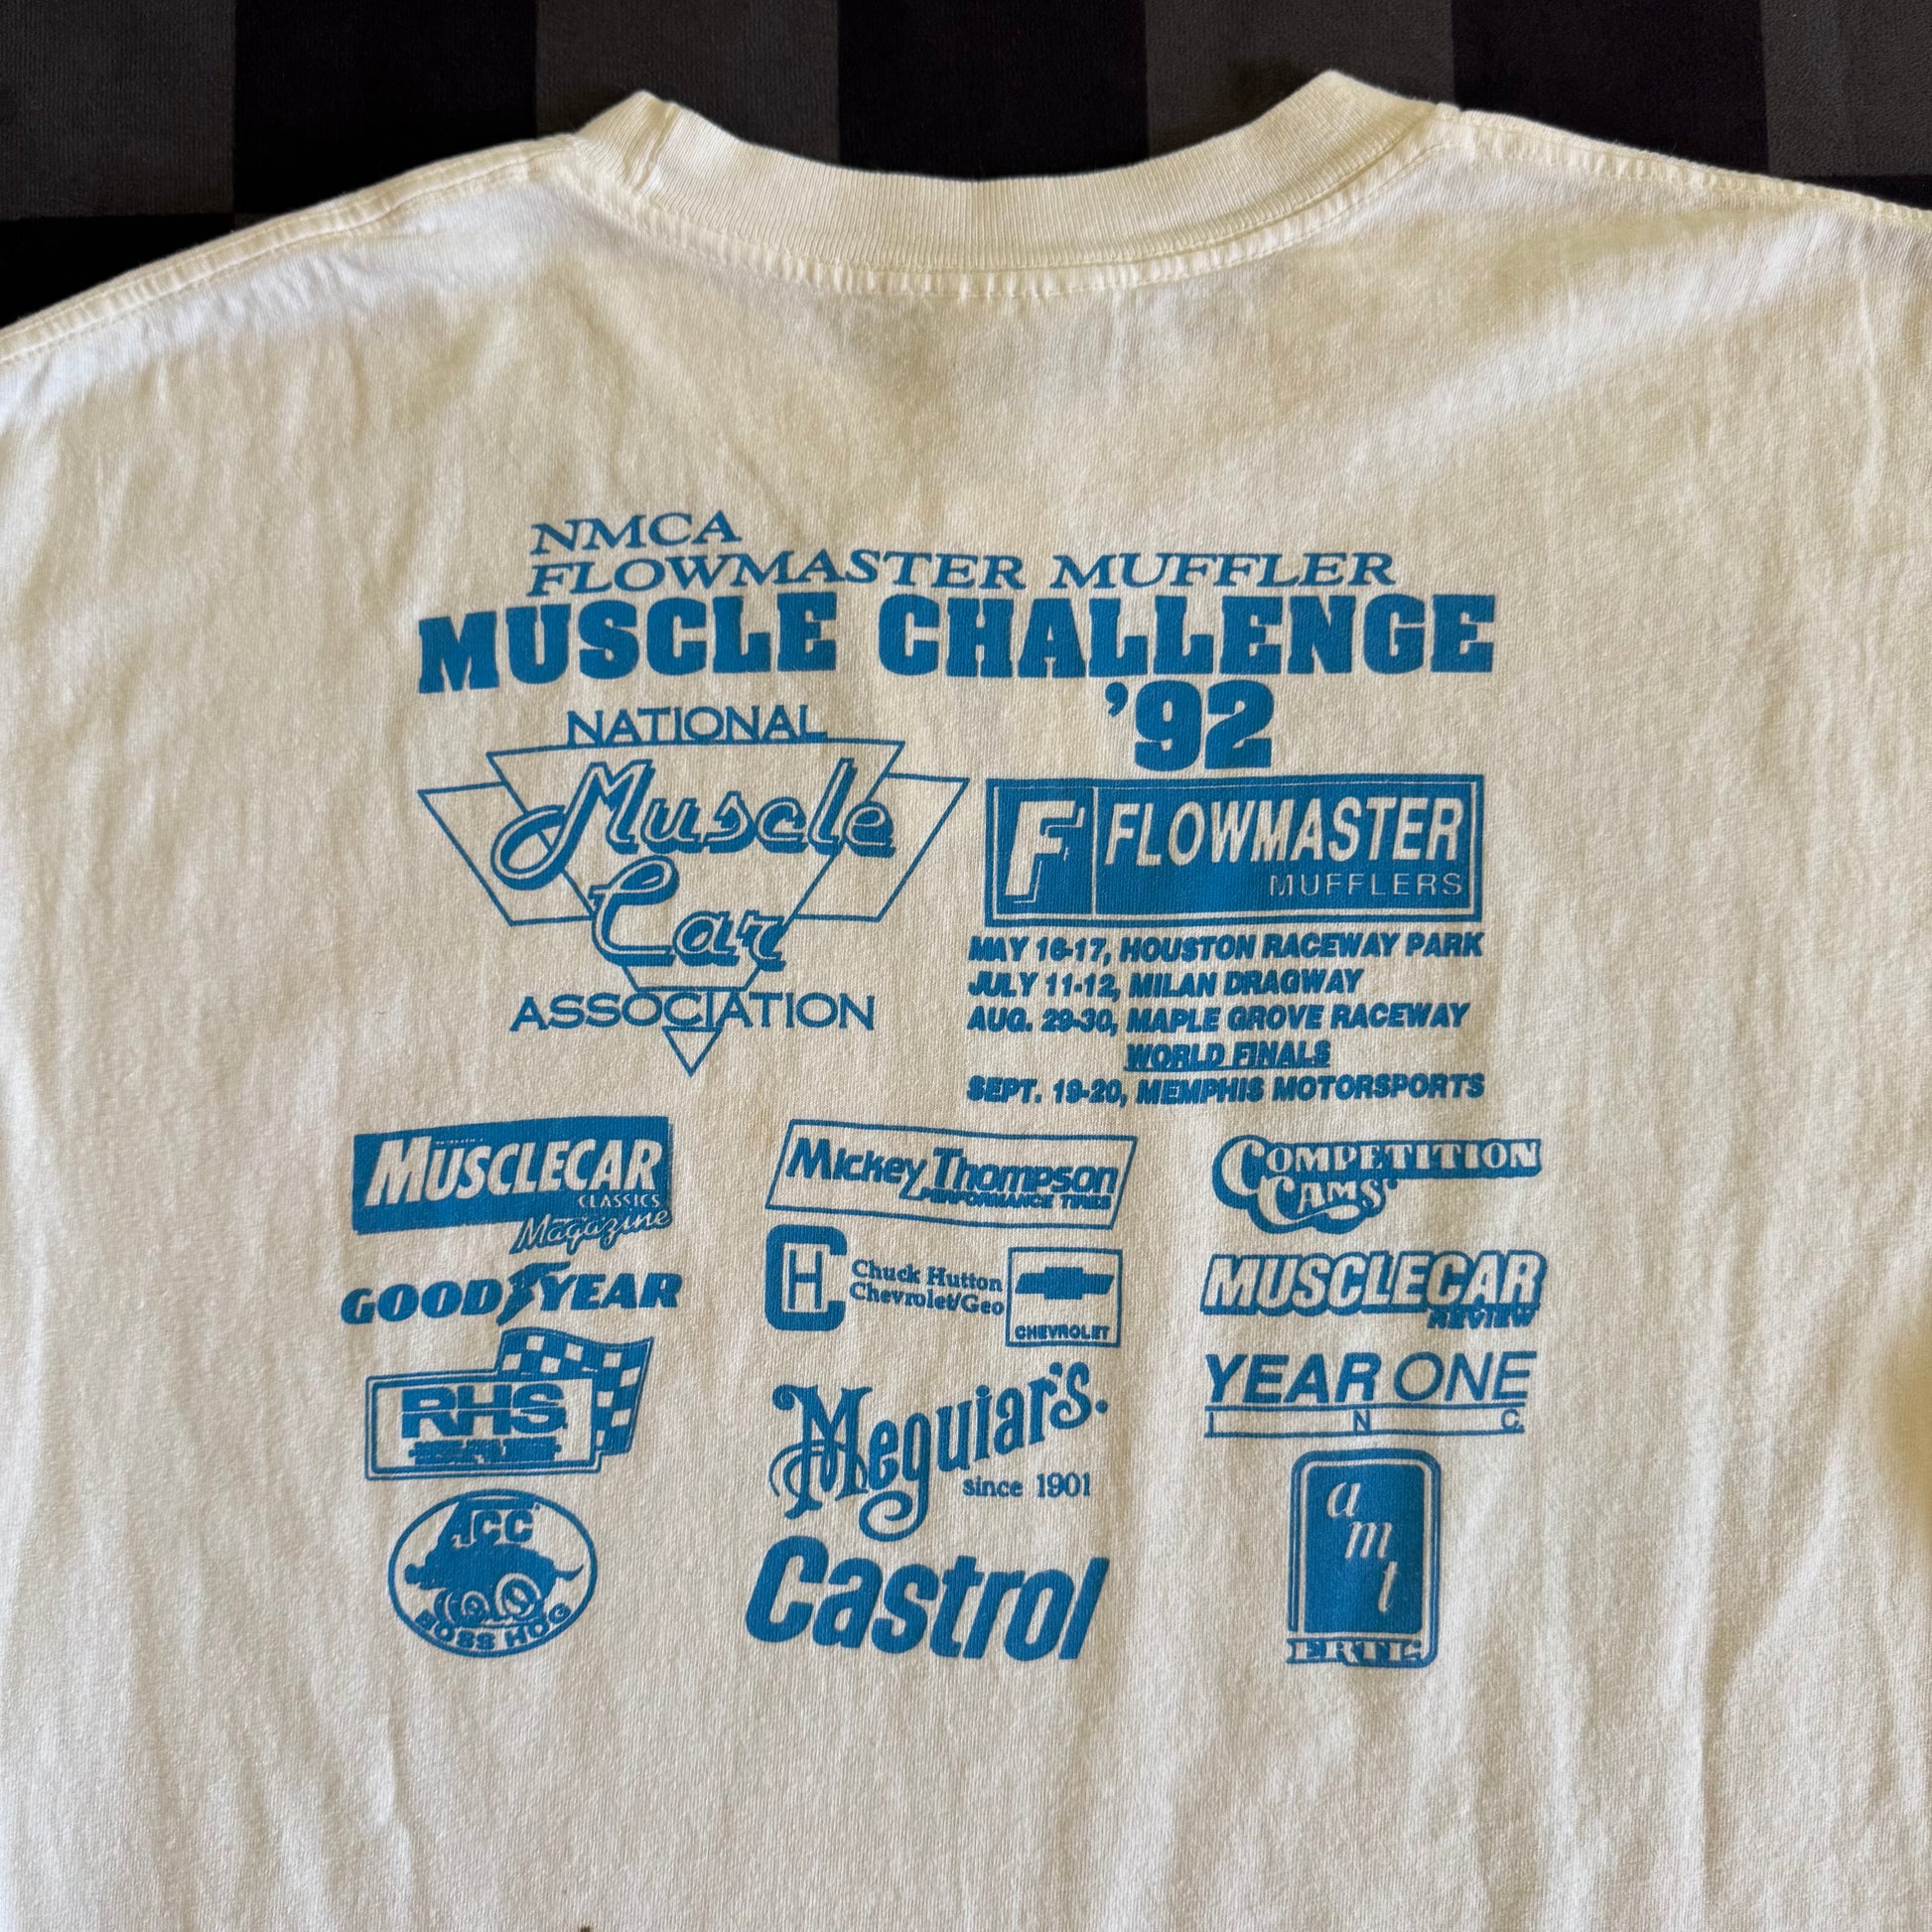 NMCA
FLOWMASTER MUFFLER
MUSCLE CHALLENGE
'92
NATIONAL
Muscle
Car
ASSOCIATION
F FLOWMASTER
MUFFLERS
MAY 16-17, HOUSTON RACEWAY PARK
JULY 11-12, MILAN DRAGWAY
AUG. 29-30, MAPLE GROVE RACEWAY
WORLD FINALS
SEPT. 19-20, MEMPHIS MOTORSPORTS
MUSCLECAR
CLASSICS
Magazine
GOODYEAR
RHS
ACC
BOSS HOG
Mickey Thompson
PERFORMANCE TIRES
CH
Chuck Hutton
Chevrolet/Geo
CHEVROLET
Meguiar's.
since 1901
Castrol
COMPETITION
CAMS
MUSCLECAR
REVIEW
YEAR ONE
I N C.
amt
ERTL